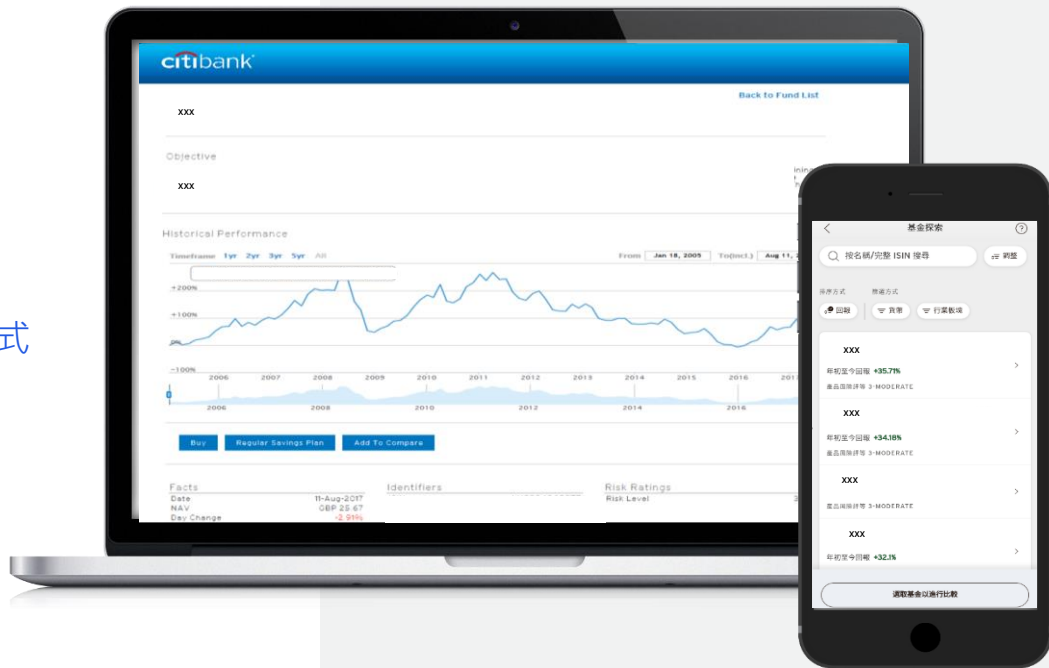 citibank
Back to Fund List
xxx
Objective
xxx
Historical Performance
Timeframe 1yr 2yr 3yr 5yr All
From Jan 18, 2005 To(incl.) Aug 11,
+200%
+100%
0%
-100%
2006 2007 2008 2009 2010 2011 2012 2013 2014 2015 2016 201
2006 2008 2010 2012 2014 2016
Buy Regular Savings Plan Add To Compare
Facts Identifiers Risk Ratings
Date 11-Aug-2017 Risk Level 3
NAV GBP 25.67
Day Change -2.91%
式
基金探索
按名稱/完整 ISIN 搜尋 調整
排序方式 篩選方式
回報 貨幣 行業板塊
xxx
年初至今回報 +35.71%
產品風險評等 3-MODERATE
xxx
年初至今回報 +34.18%
產品風險評等 3-MODERATE
xxx
產品風險評等 3-MODERATE
xxx
年初至今回報 +32.1%
選取基金以進行比較